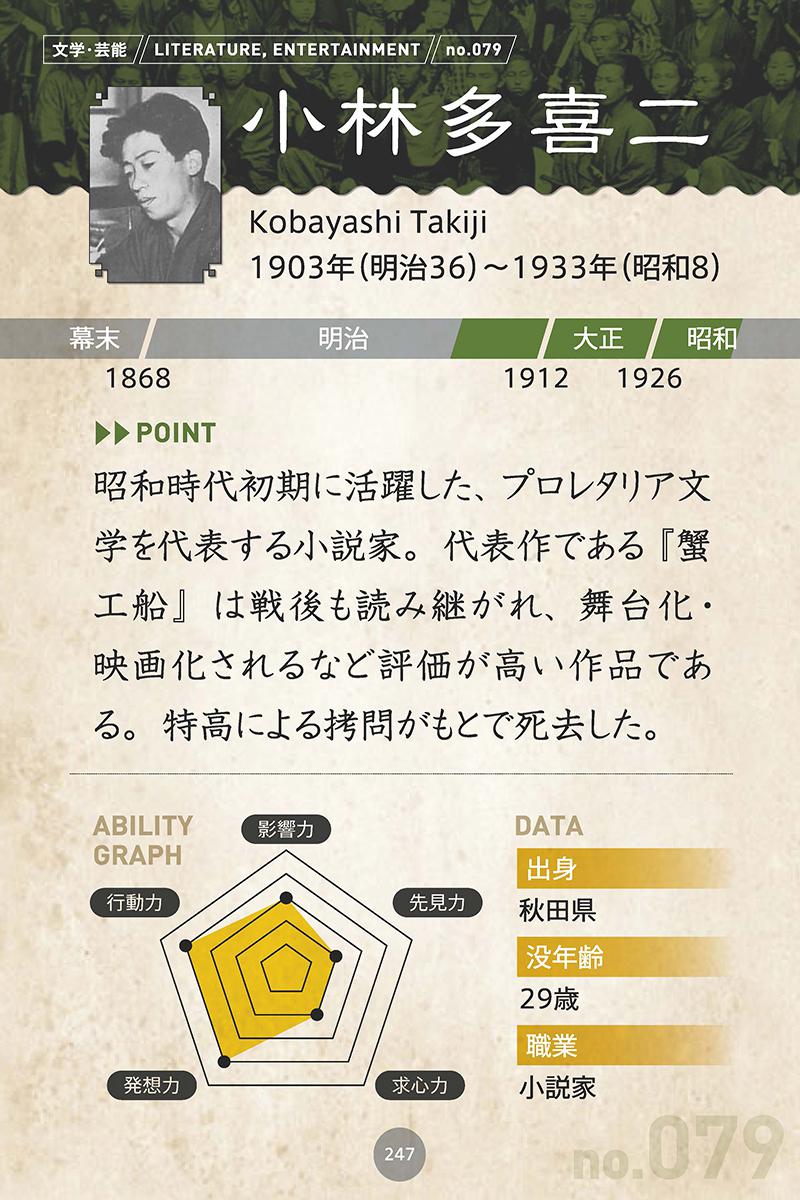 文学・芸能 LITERATURE, ENTERTAINMENT no.079
小林多喜二
Kobayashi Takiji
1903年(明治36)～1933年(昭和8)
幕末 明治 大正 昭和
1868 1912 1926
POINT
昭和時代初期に活躍した、プロレタリア文
学を代表する小説家。代表作である『蟹
工船』は戦後も読み継がれ、舞台化・
映画化されるなど評価が高い作品であ
る。特高による拷問がもとで死去した。
ABILITY
GRAPH
影響力
行動力
先見力
発想力
求心力
DATA
出身
秋田県
没年齢
29歳
職業
小説家
247
no.079